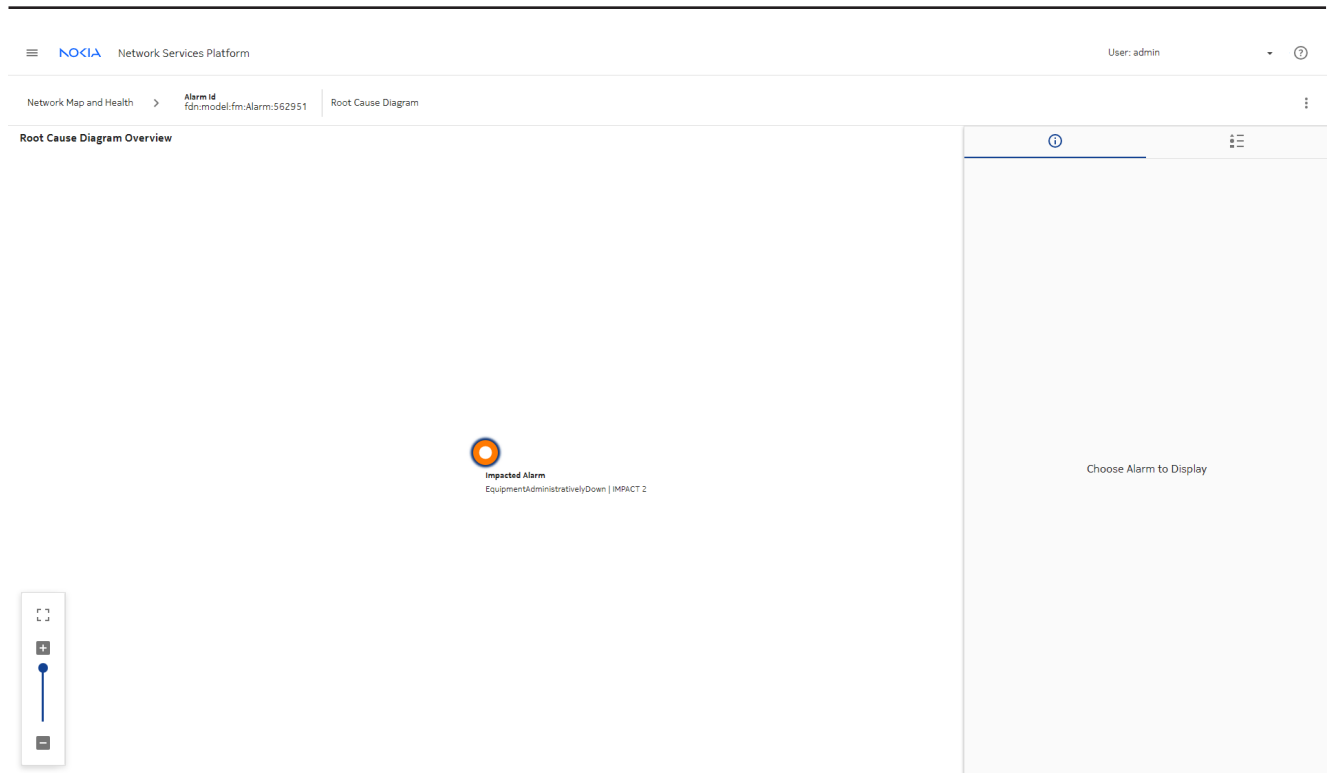 NOKIA Network Services Platform User: admin
Network Map and Health Alarm Id
fdn:model:fm:Alarm:562951 Root Cause Diagram
Root Cause Diagram Overview
Impacted Alarm
EquipmentAdministrativelyDown | IMPACT 2
Choose Alarm to Display